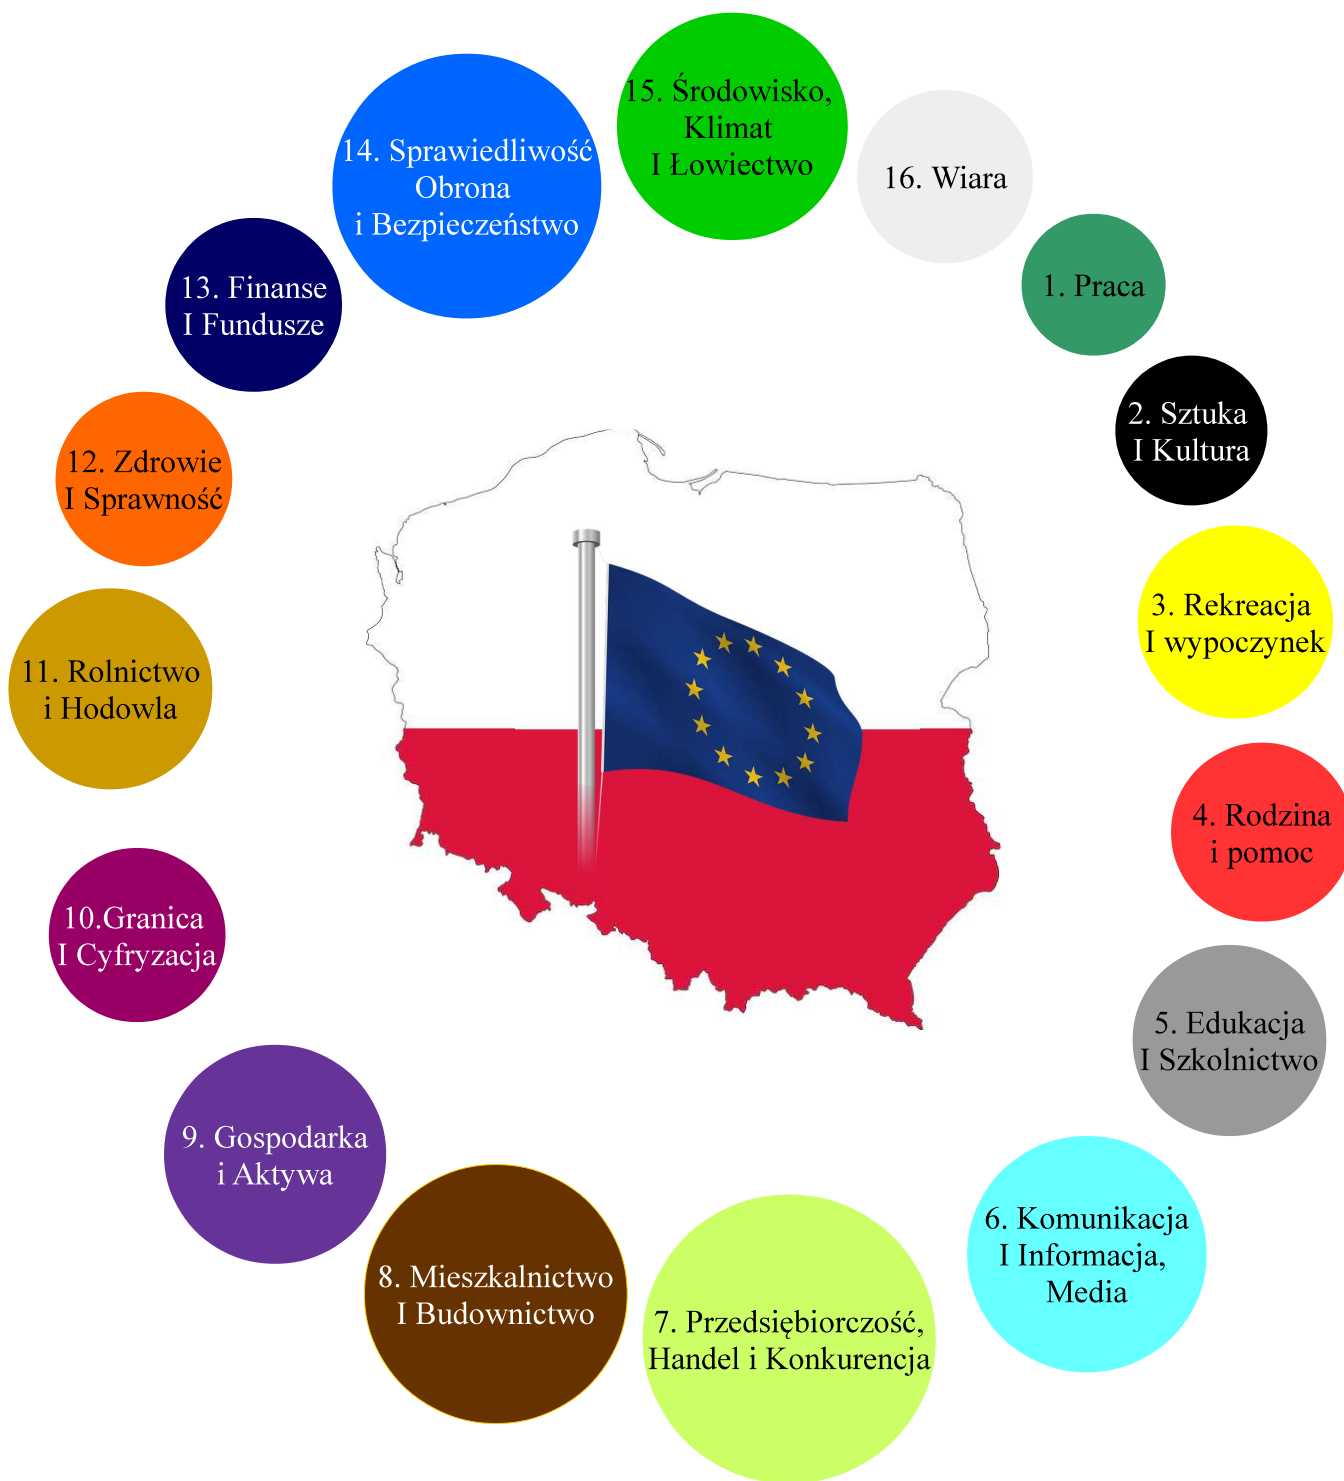 1. Praca
2. Sztuka
I Kultura
3. Rekreacja
I wypoczynek
4. Rodzina
i pomoc
5. Edukacja
I Szkolnictwo
6. Komunikacja
I Informacja,
Media
7. Przedsiębiorczość,
Handel i Konkurencja
8. Mieszkalnictwo
I Budownictwo
9. Gospodarka
i Aktywa
10.Granica
I Cyfryzacja
11. Rolnictwo
i Hodowla
12. Zdrowie
I Sprawność
13. Finanse
I Fundusze
14. Sprawiedliwość
Obrona
i Bezpieczeństwo
15. Środowisko,
Klimat
I Łowiectwo
16. Wiara